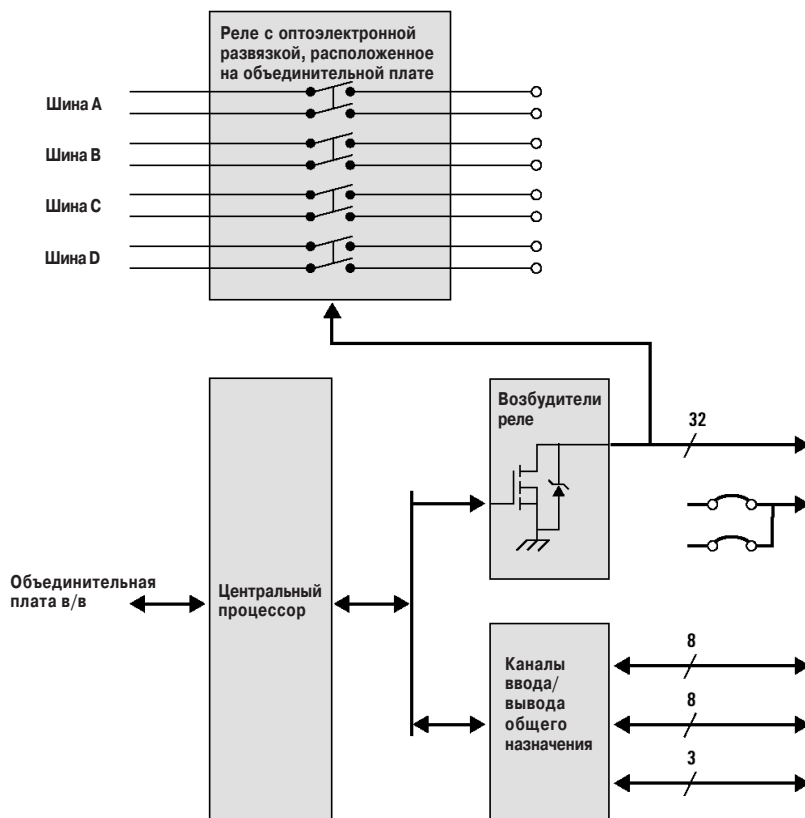 Реле с оптоэлектронной
развязкой, расположенное
на объединительной плате
Шина A
Шина B
Шина C
Шина D
Возбудители
реле
32
Объединительная
плата в/в
Центральный
процессор
Каналы
ввода/
вывода
общего
назначения
8
8
3